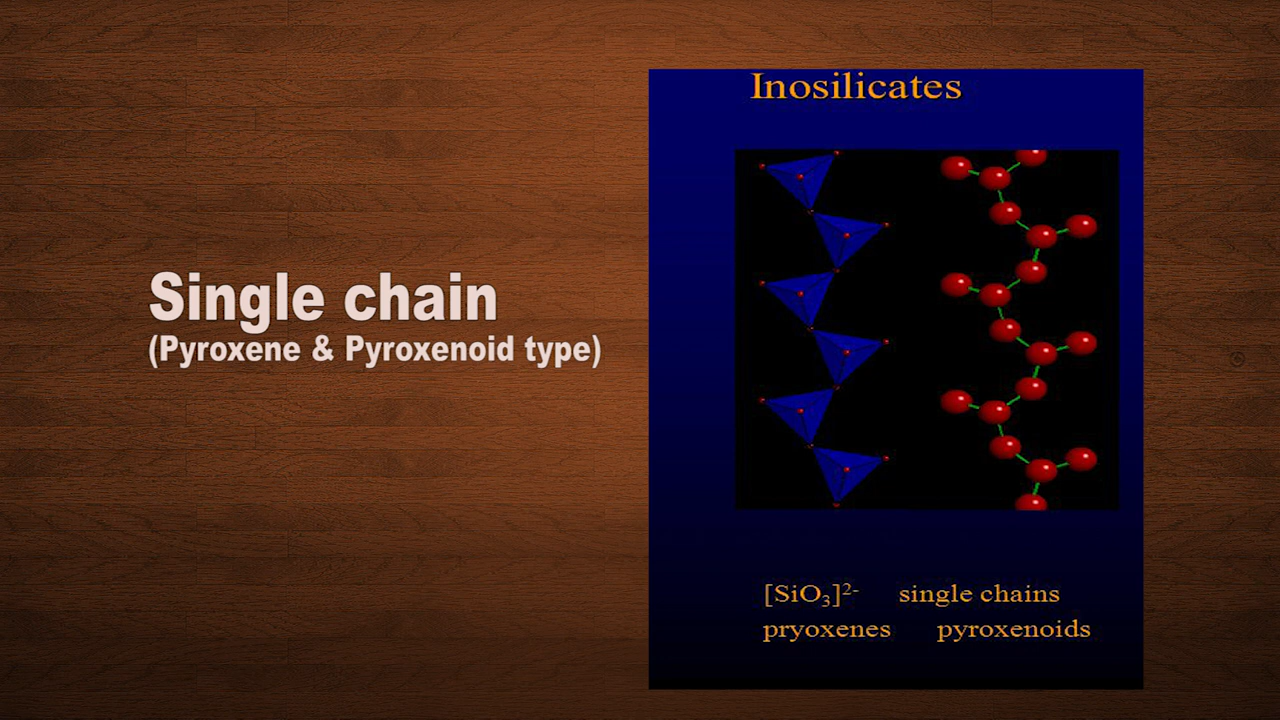 Single chain
(Pyroxene & Pyroxenoid type)
Inosilicates
[SiO₃]²⁻ single chains
pryoxenes pyroxenoids